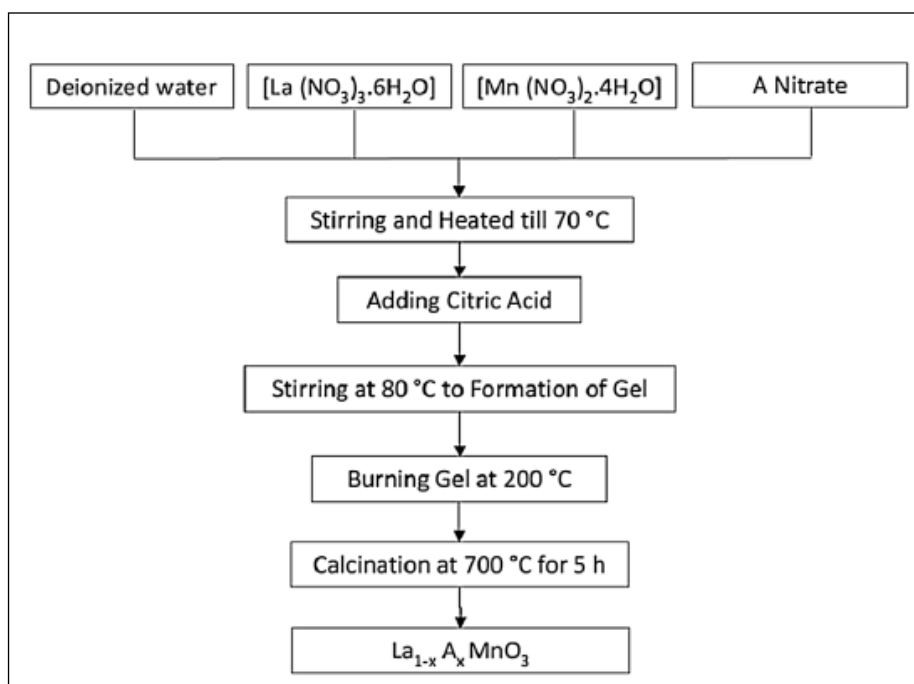 Deionized water
[La (NO₃)₃.6H₂O]
[Mn (NO₃)₂.4H₂O]
A Nitrate
Stirring and Heated till 70 °C
Adding Citric Acid
Stirring at 80 °C to Formation of Gel
Burning Gel at 200 °C
Calcination at 700 °C for 5 h
La₁₋ₓ Aₓ MnO₃